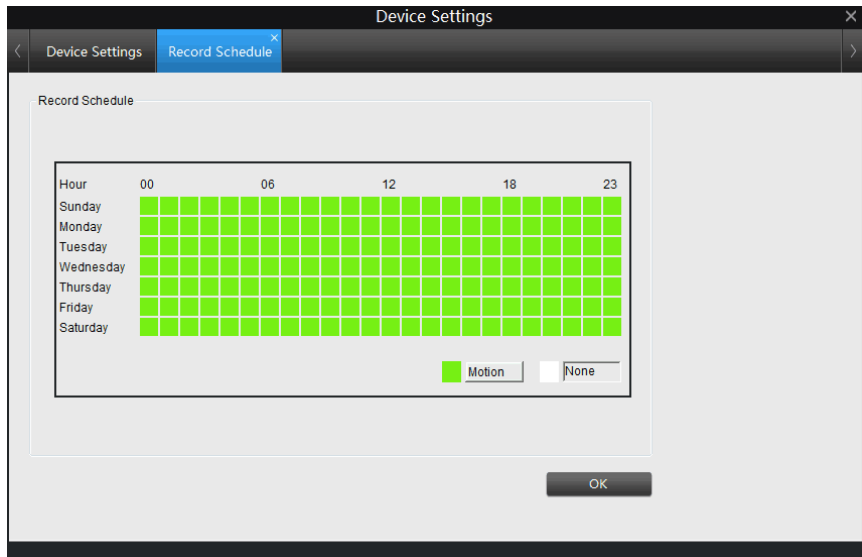 Device Settings
Device Settings Record Schedule
Record Schedule
Hour 00 06 12 18 23
Sunday
Monday
Tuesday
Wednesday
Thursday
Friday
Saturday
Motion None
OK